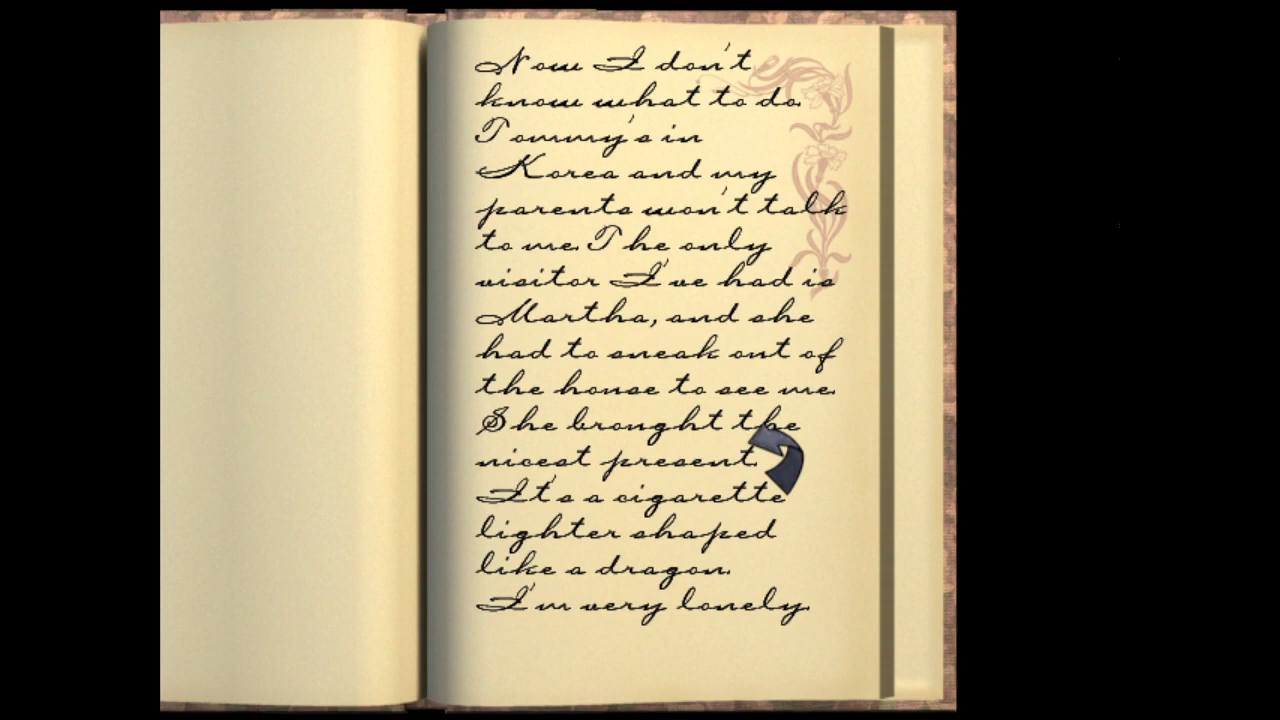 Now I don't
know what to do.
Tommy's in
Korea and my
parents won't talk
to me. The only
visitor I've had is
Martha, and she
had to sneak out of
the house to see me.
She brought the
nicest present.
It's a cigarette
lighter shaped
like a dragon.
I'm very lonely.